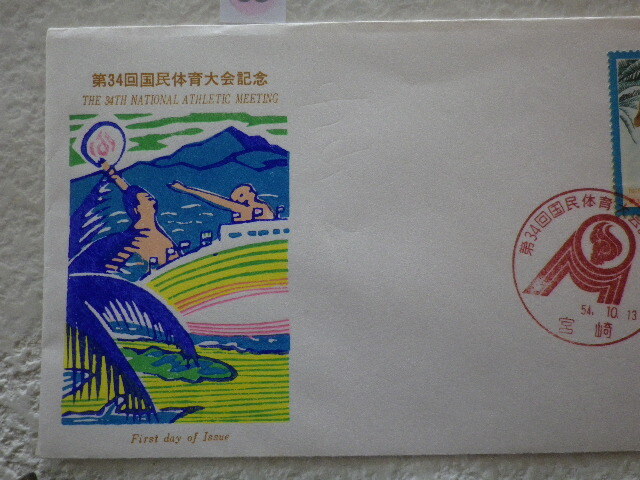 第34回国民体育大会記念
THE 34TH NATIONAL ATHLETIC MEETING
第34回国民体育
54. 10. 13
宮崎
First day of Issue